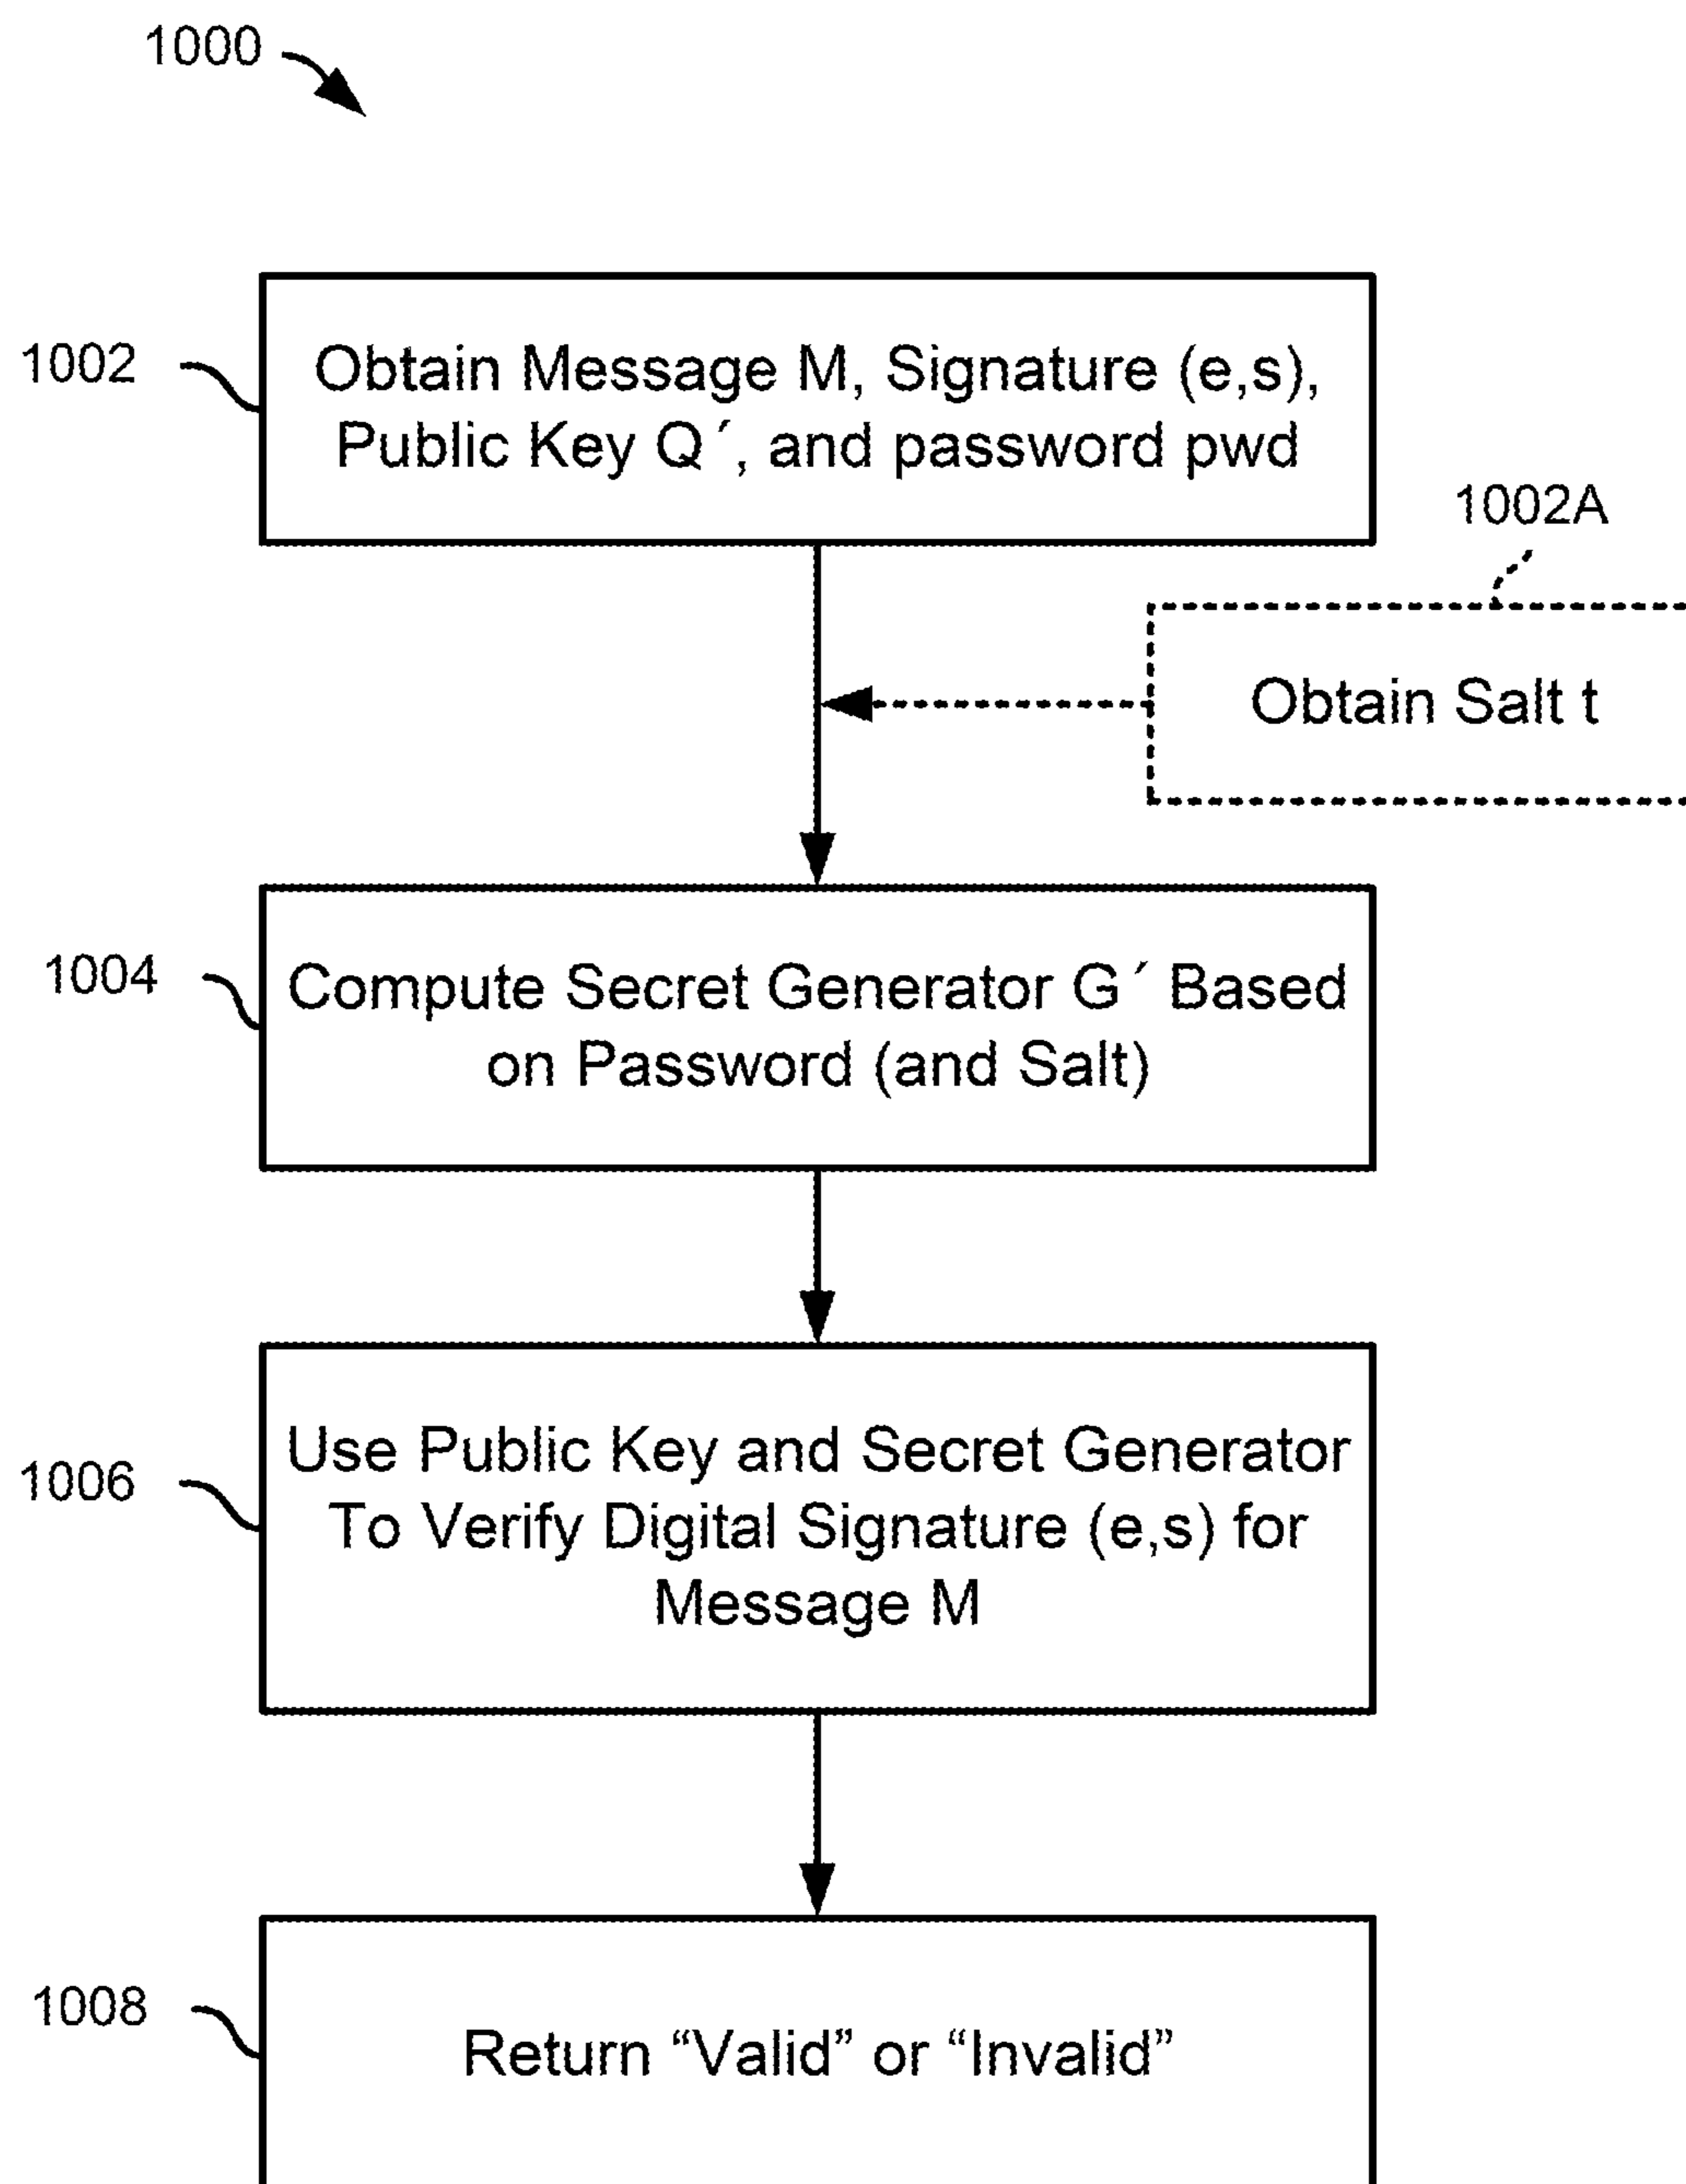 1000
1002
Obtain Message M, Signature (e,s),
Public Key Q´, and password pwd
1002A
Obtain Salt t
1004
Compute Secret Generator G´ Based
on Password (and Salt)
1006
Use Public Key and Secret Generator
To Verify Digital Signature (e,s) for
Message M
1008
Return “Valid” or “Invalid”